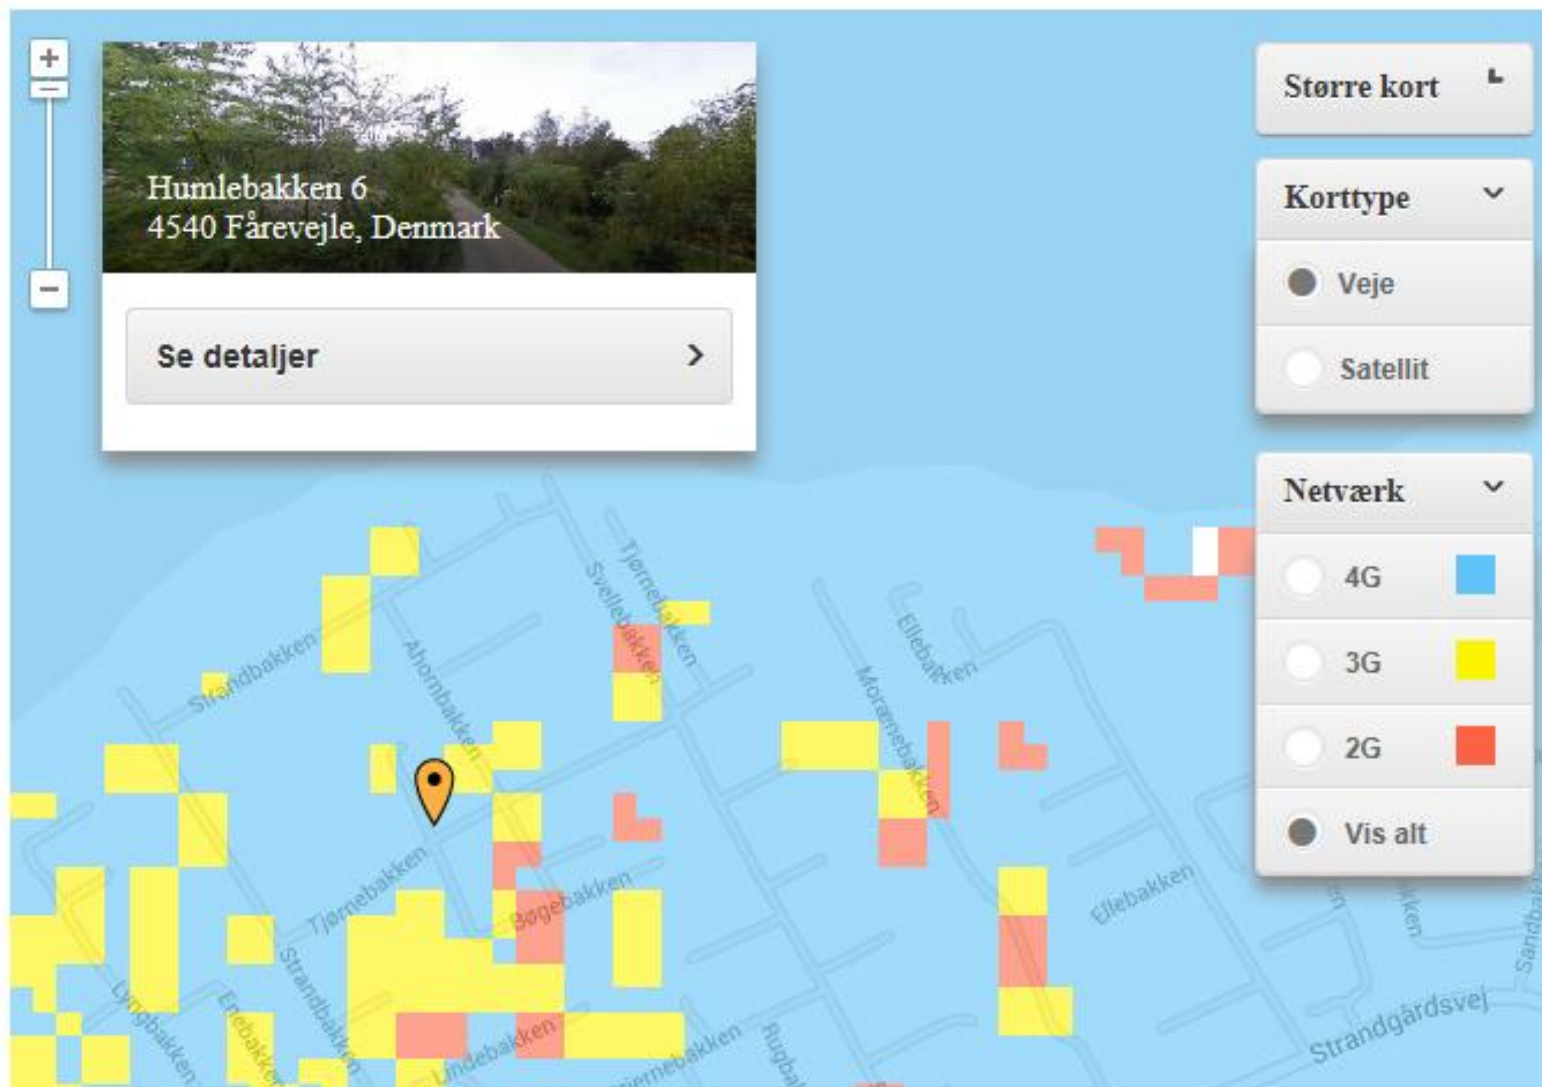 Humlebakken 6
4540 Fårevejle, Denmark
Se detaljer
Større kort
Korttype
Veje
Satellit
Netværk
4G
3G
2G
Vis alt
Strandbakken
Ahornbakken
Svellebakken
Tjørnebakken
Ellebakken
Morænebakken
Tjørnebakken
Bøgebakken
Ellebakken
Strandbakken
Lyngbakken
Enebakken
Lindebakken
Strandgårdsvej